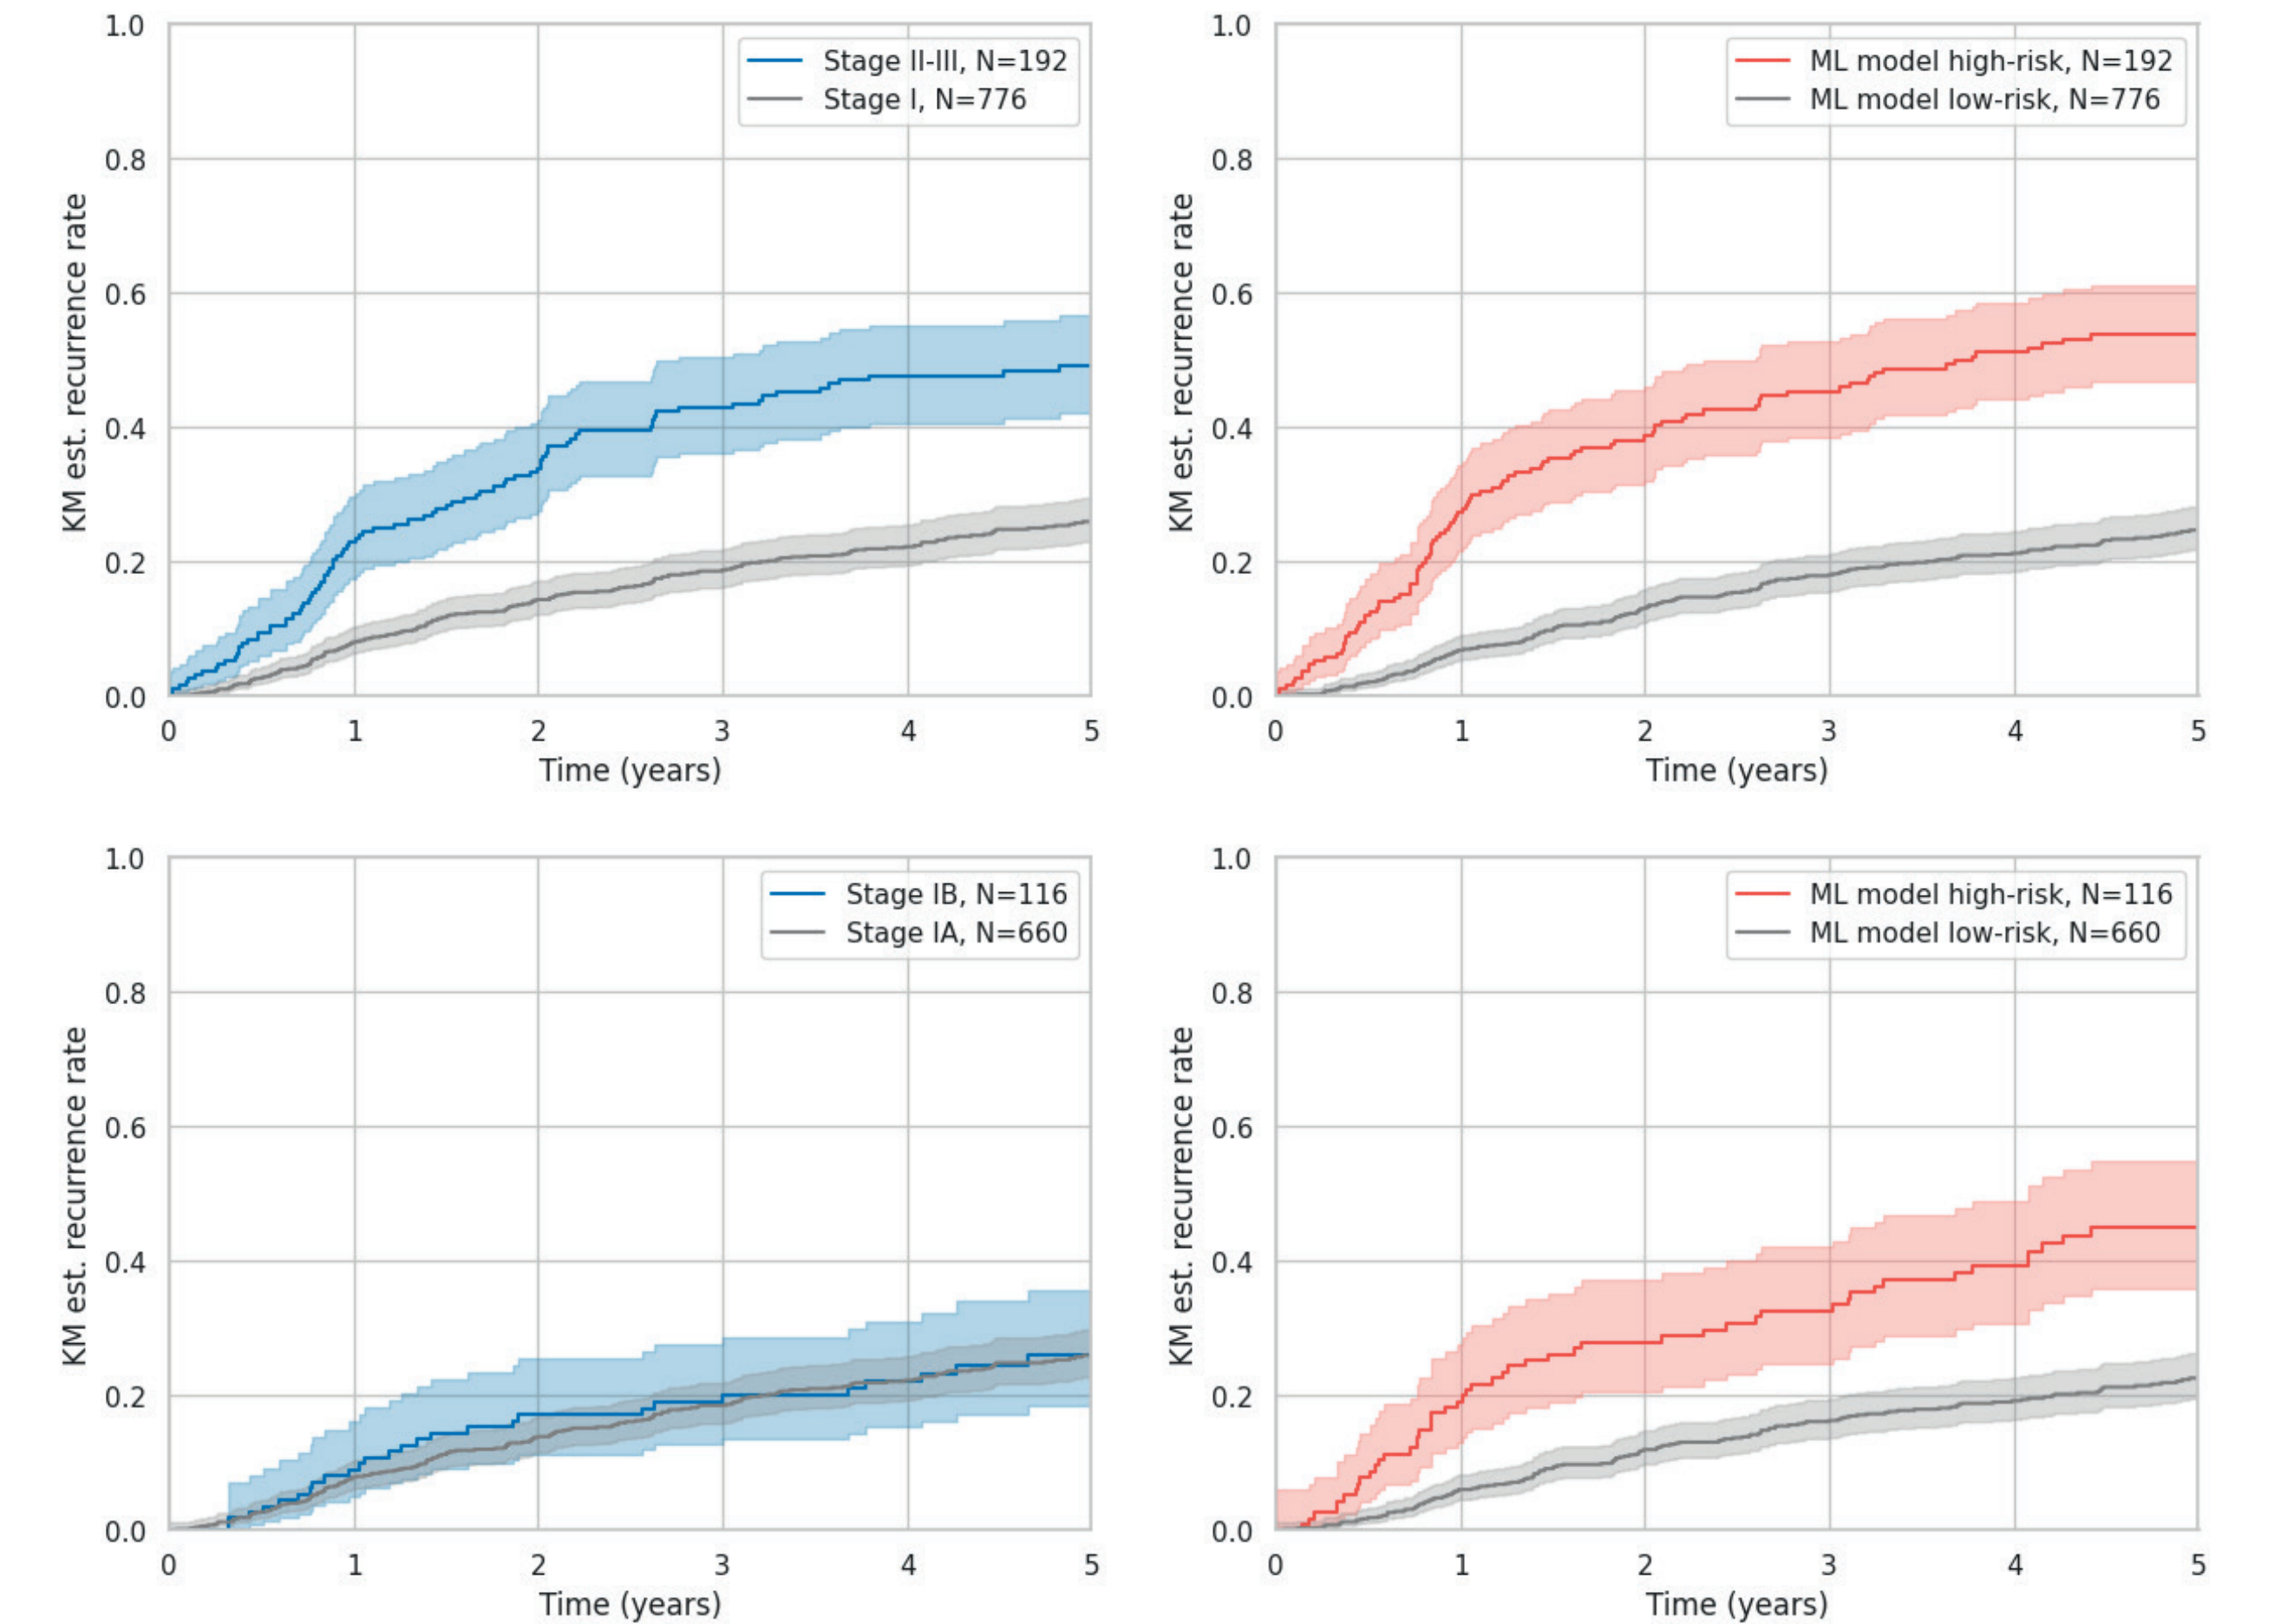 1.0
0.8
0.6
0.4
0.2
0.0
KM est. recurrence rate
Stage II-III, N=192
Stage I, N=776
0 1 2 3 4 5
Time (years)
1.0
0.8
0.6
0.4
0.2
0.0
KM est. recurrence rate
ML model high-risk, N=192
ML model low-risk, N=776
0 1 2 3 4 5
Time (years)
1.0
0.8
0.6
0.4
0.2
0.0
KM est. recurrence rate
Stage IB, N=116
Stage IA, N=660
0 1 2 3 4 5
Time (years)
1.0
0.8
0.6
0.4
0.2
0.0
KM est. recurrence rate
ML model high-risk, N=116
ML model low-risk, N=660
0 1 2 3 4 5
Time (years)